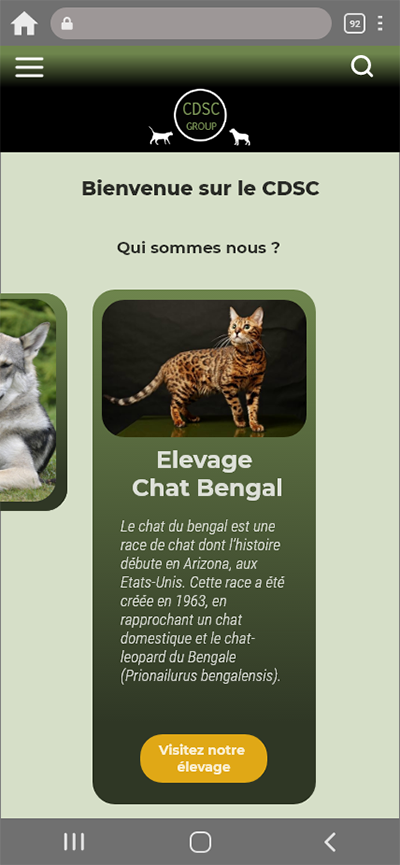 92
CDSC
GROUP
Bienvenue sur le CDSC
Qui sommes nous ?
Elevage
Chat Bengal
Le chat du bengal est une
race de chat dont l'histoire
débute en Arizona, aux
Etats-Unis. Cette race a été
créée en 1963, en
rapprochant un chat
domestique et le chat-
leopard du Bengale
(Prionailurus bengalensis).
Visitez notre
élevage